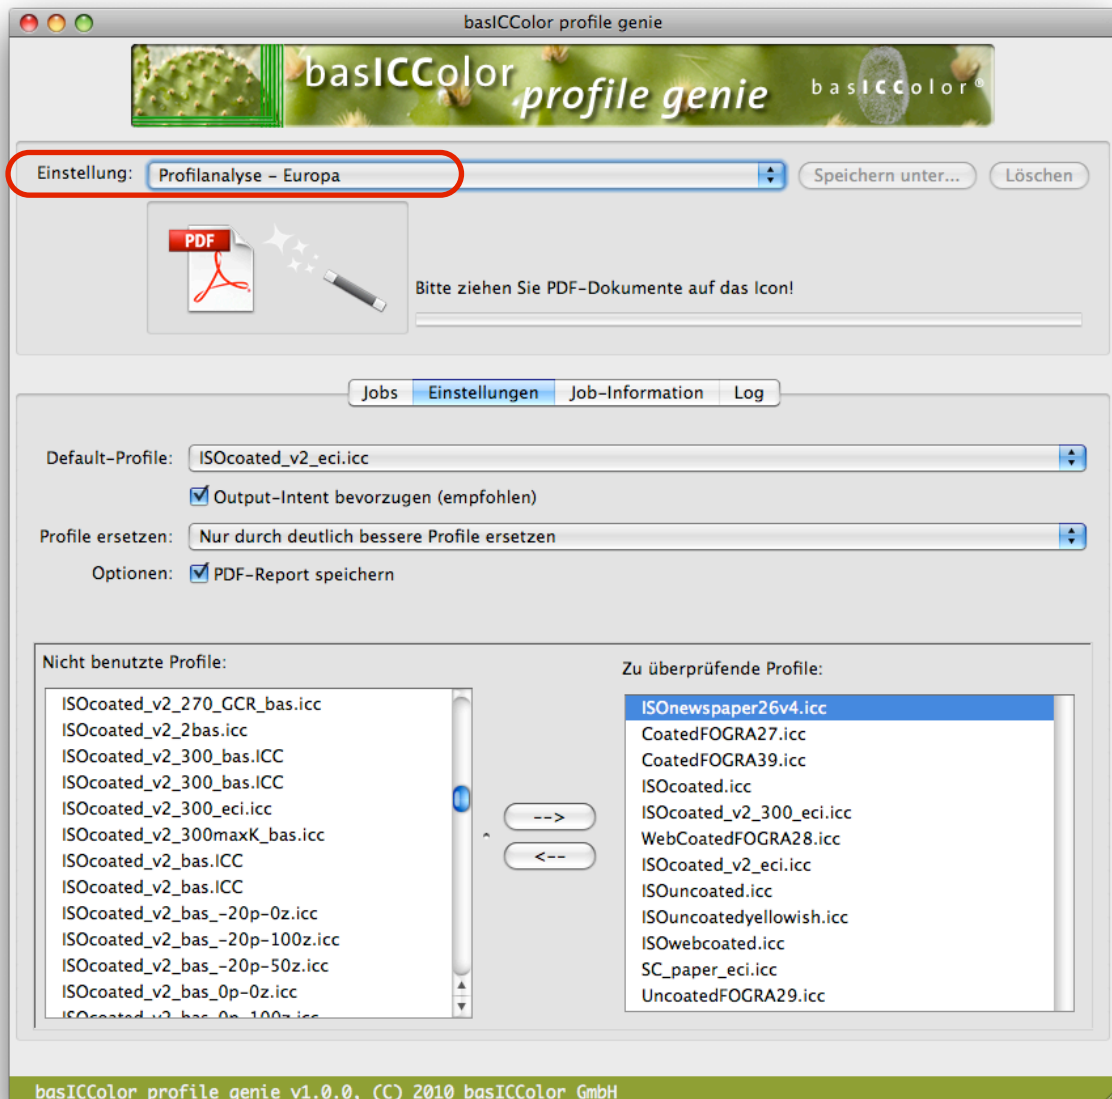 basICColor profile genie
basICColor profile genie basICColor®
Einstellung: Profilanalyse – Europa Speichern unter... Löschen
PDF
Bitte ziehen Sie PDF-Dokumente auf das Icon!
Jobs Einstellungen Job-Information Log
Default-Profile: ISOcoated_v2_eci.icc
Output-Intent bevorzugen (empfohlen)
Profile ersetzen: Nur durch deutlich bessere Profile ersetzen
Optionen: PDF-Report speichern
Nicht benutzte Profile:
ISOcoated_v2_270_GCR_bas.icc
ISOcoated_v2_2bas.icc
ISOcoated_v2_300_bas.ICC
ISOcoated_v2_300_bas.ICC
ISOcoated_v2_300_eci.icc
ISOcoated_v2_300maxK_bas.icc
ISOcoated_v2_bas.ICC
ISOcoated_v2_bas.ICC
ISOcoated_v2_bas_-20p-0z.icc
ISOcoated_v2_bas_-20p-100z.icc
ISOcoated_v2_bas_-20p-50z.icc
ISOcoated_v2_bas_0p-0z.icc
ISOcoated_v2_bas_0p-100z.icc
-->
<--
Zu überprüfende Profile:
ISOnewspaper26v4.icc
CoatedFOGRA27.icc
CoatedFOGRA39.icc
ISOcoated.icc
ISOcoated_v2_300_eci.icc
WebCoatedFOGRA28.icc
ISOcoated_v2_eci.icc
ISOuncoated.icc
ISOuncoatedyellowish.icc
ISOwebcoated.icc
SC_paper_eci.icc
UncoatedFOGRA29.icc
basICColor profile genie v1.0.0, (C) 2010 basICColor GmbH